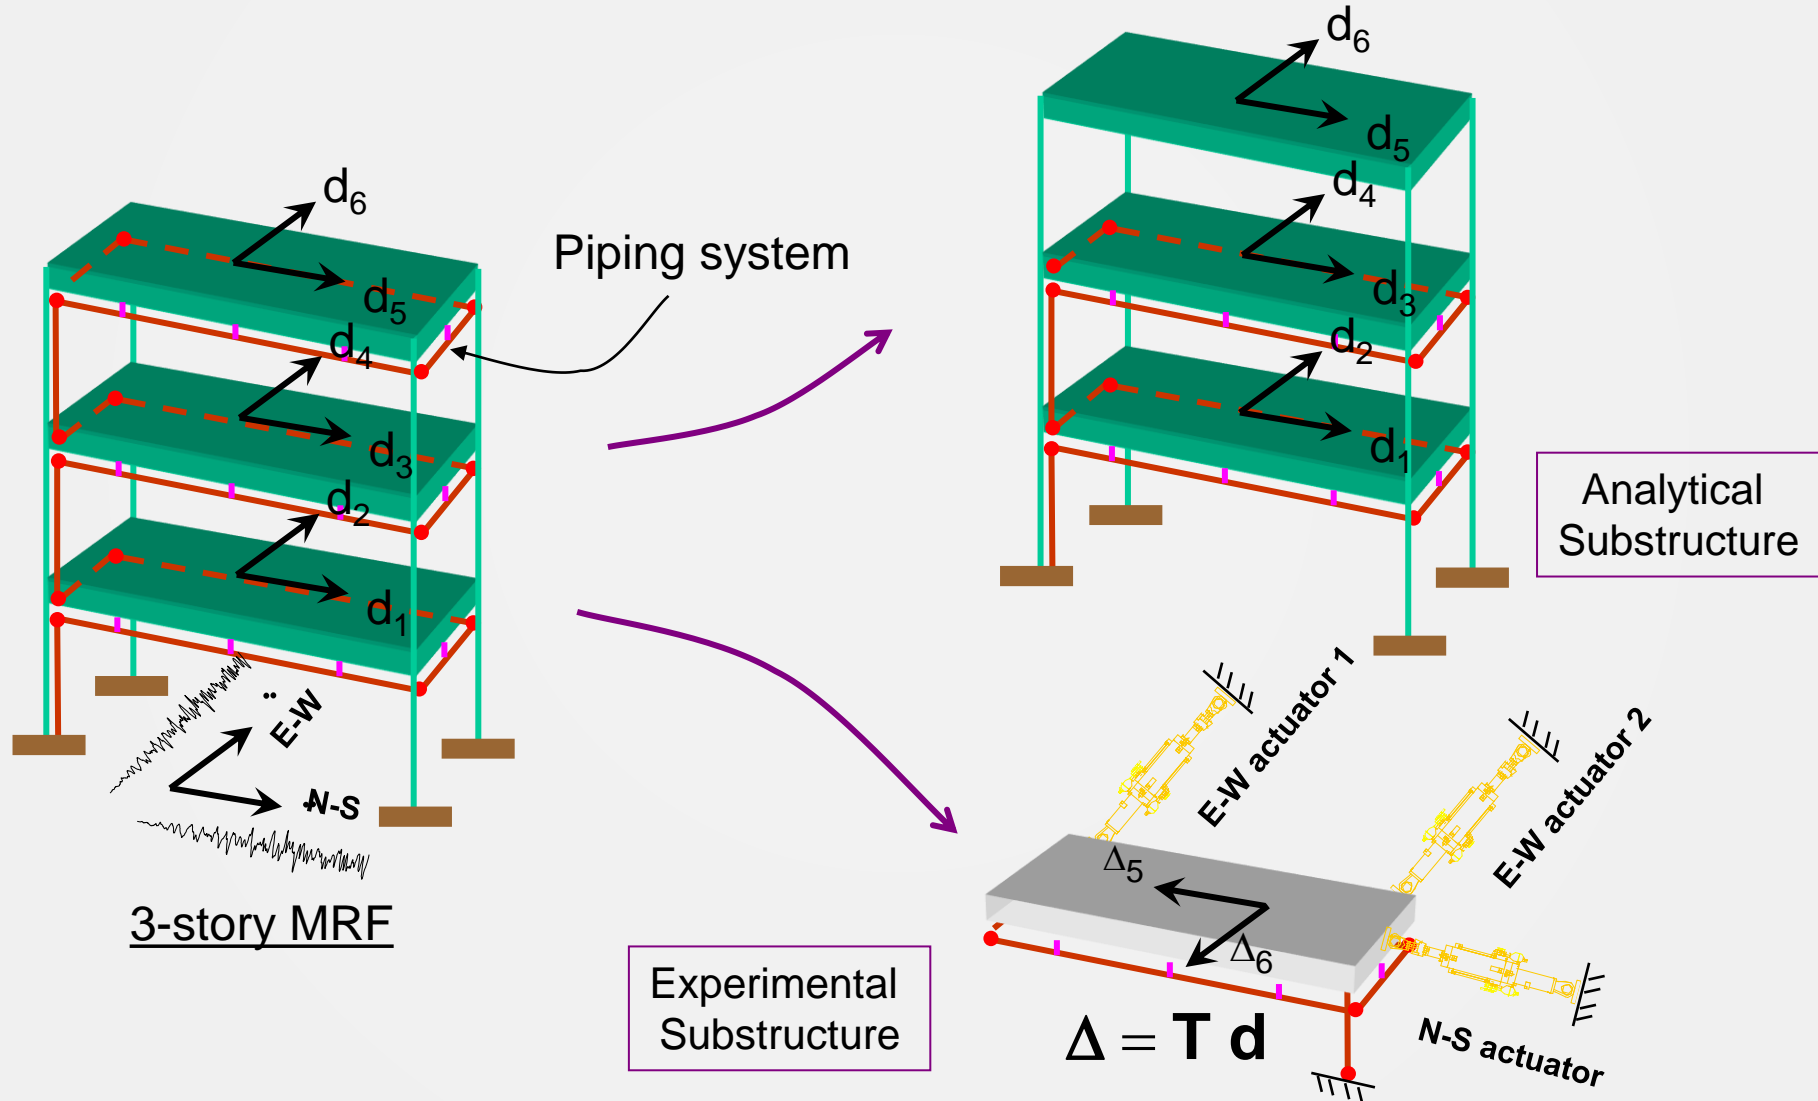 d6
d5
d4
d3
d2
d1
Piping system
Ë-W
N̈-S
3-story MRF
d6
d5
d4
d3
d2
d1
Analytical
Substructure
E-W actuator 1
E-W actuator 2
N-S actuator
Δ5
Δ6
Δ = T d
Experimental
Substructure